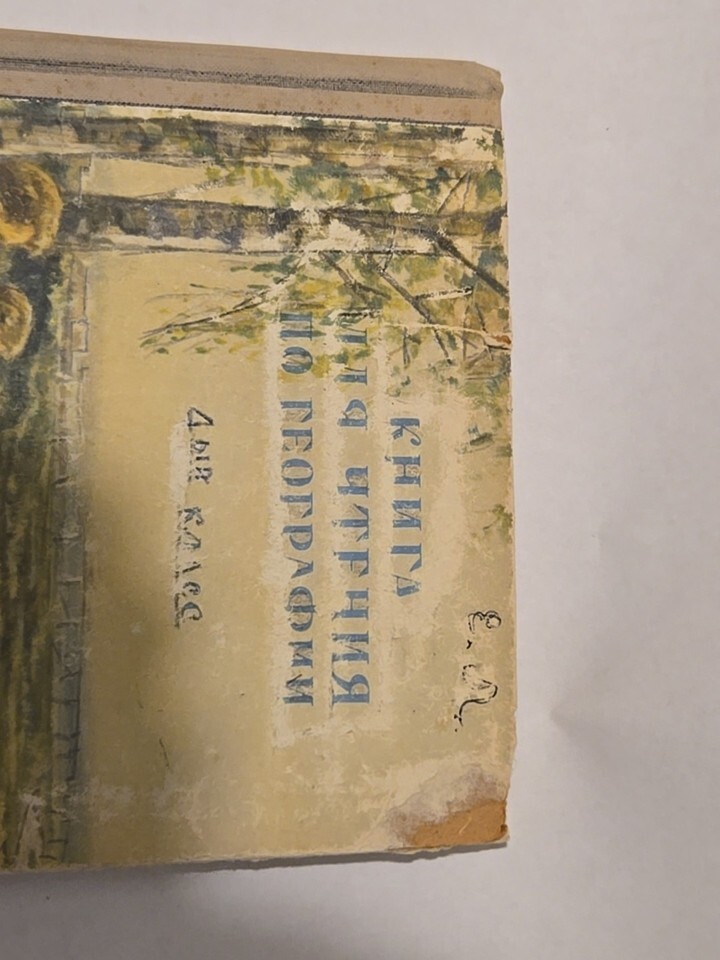 Е. Л.
КНИГА
ДЛЯ ЧТЕНИЯ
ПО ГЕОГРАФИИ
4ЫЙ КЛАСС